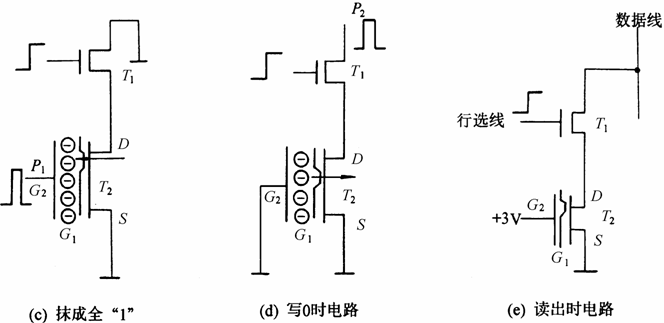 P₂
数据线
T₁
T₁
行选线
T₁
P₁
G₂
D
T₂
S
G₁
G₂
D
T₂
S
G₁
+3V
G₂
D
T₂
S
G₁
(c) 抹成全“1”
(d) 写0时电路
(e) 读出时电路